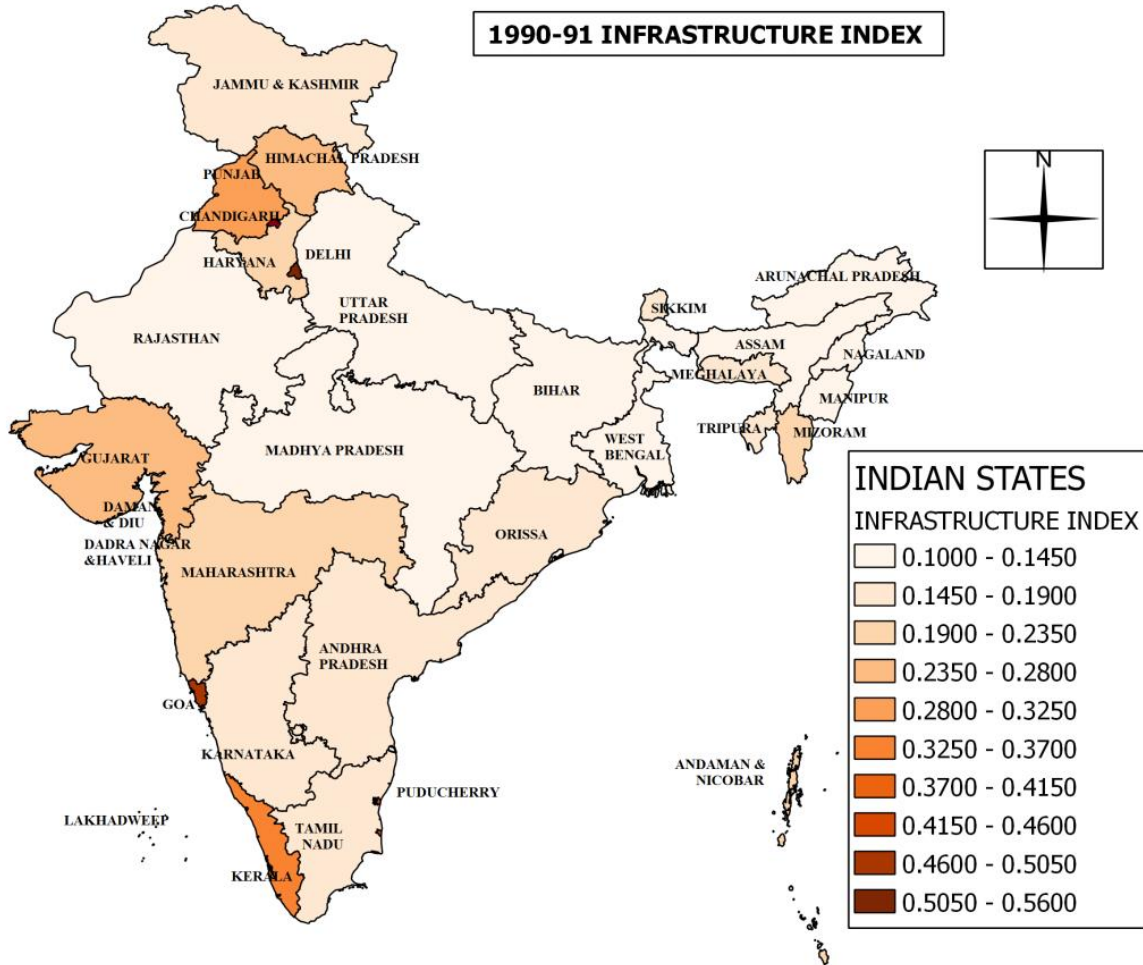 1990-91 INFRASTRUCTURE INDEX
JAMMU & KASHMIR
N
HIMACHAL PRADESH
PUNJAB
CHANDIGARH
DELHI
HARYANA
ARUNACHAL PRADESH
UTTAR
PRADESH
SIKKIM
RAJASTHAN
ASSAM
NAGALAND
MEGHALAYA
BIHAR
MANIPUR
TRIPURA
MIZORAM
WEST
BENGAL
MADHYA PRADESH
GUJARAT
DAMAN
& DIU
DADRA NAGAR
&HAVELI
ORISSA
MAHARASHTRA
ANDHRA
PRADESH
GOA
KARNATAKA
ANDAMAN &
NICOBAR
PUDUCHERRY
LAKHADWEEP
TAMIL
NADU
KERALA
INDIAN STATES
INFRASTRUCTURE INDEX
0.1000 - 0.1450
0.1450 - 0.1900
0.1900 - 0.2350
0.2350 - 0.2800
0.2800 - 0.3250
0.3250 - 0.3700
0.3700 - 0.4150
0.4150 - 0.4600
0.4600 - 0.5050
0.5050 - 0.5600